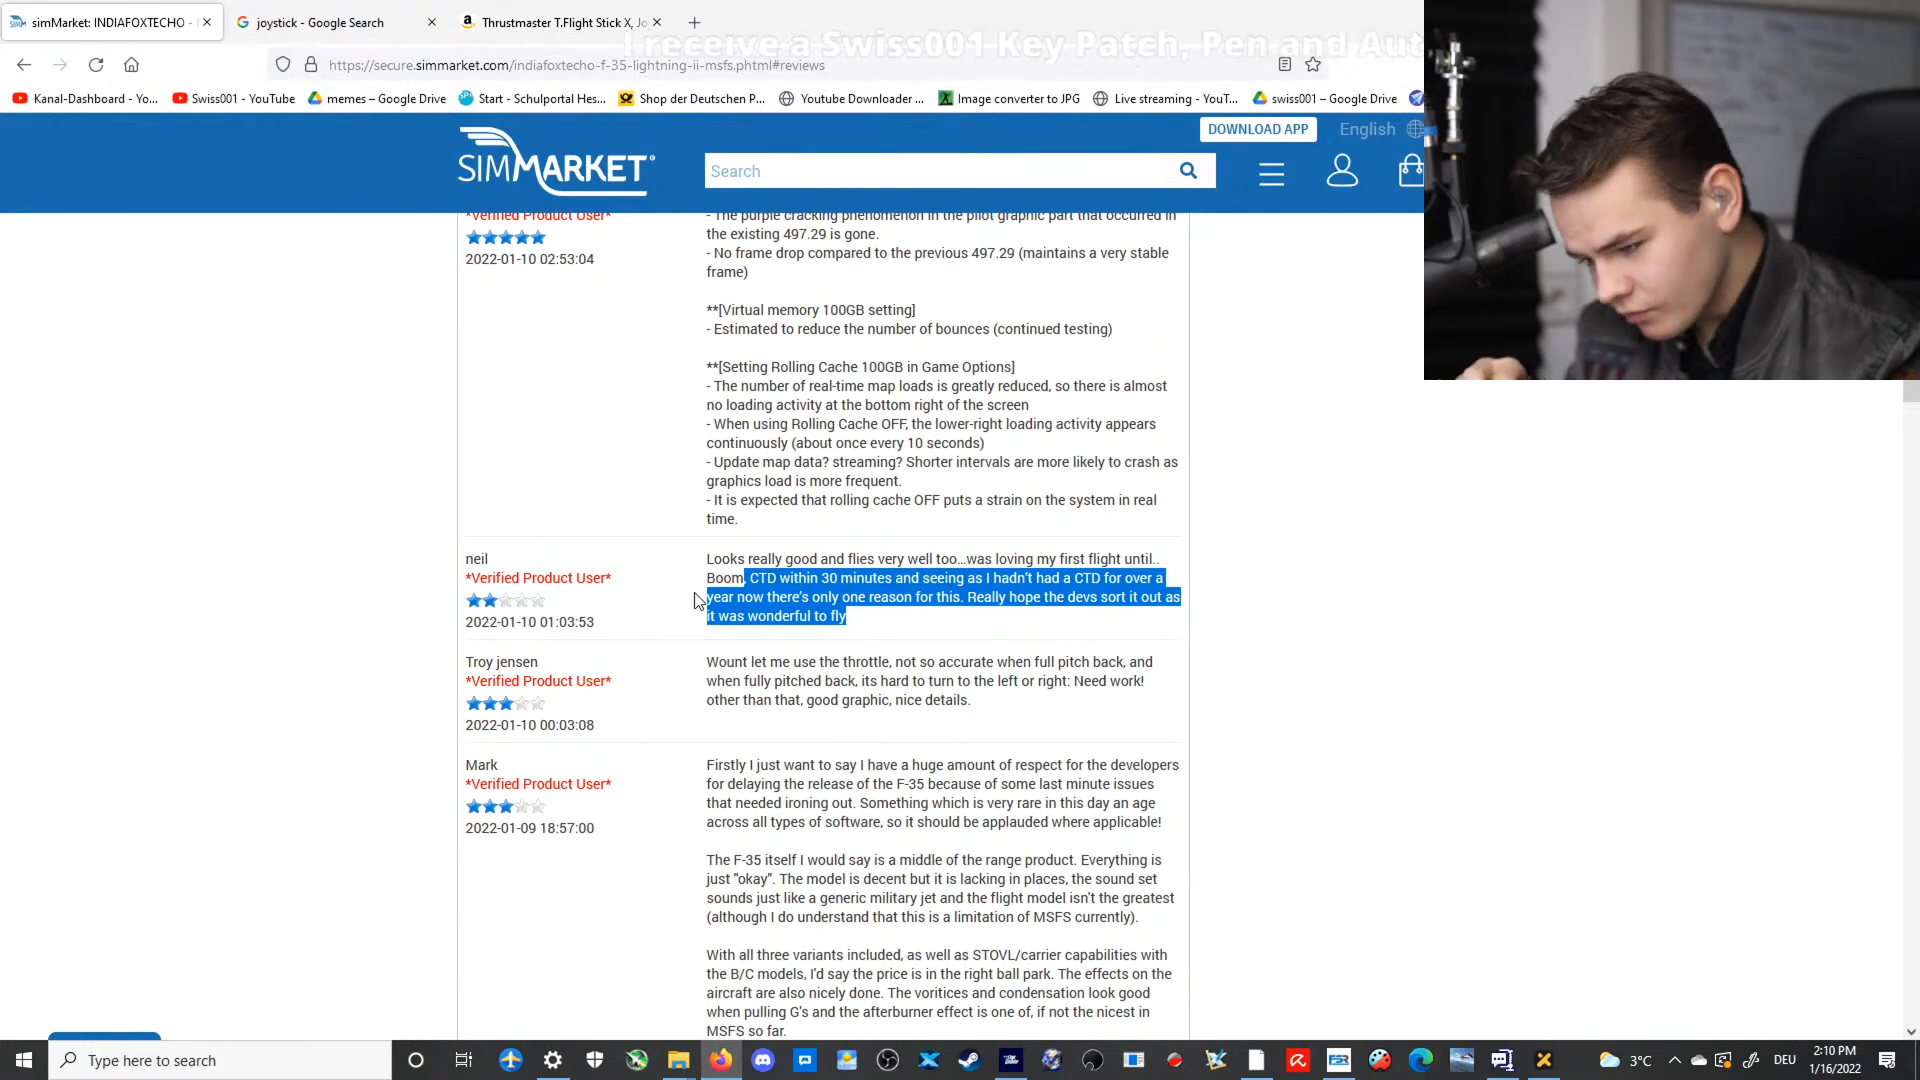 simMarket: INDIAFOXTECHO -
joystick - Google Search
Thrustmaster T.Flight Stick X, Jo
I receive a Swiss001 Key Patch, Pen and Aut
https://secure.simmarket.com/indiafoxtecho-f-35-lightning-ii-msfs.phtml#reviews
Kanal-Dashboard - Yo...
Swiss001 - YouTube
memes – Google Drive
Start - Schulportal Hes...
Shop der Deutschen P...
Youtube Downloader ...
Image converter to JPG
Live streaming - YouT...
swiss001 – Google Drive
DOWNLOAD APP
English
SIMMARKET
Search
*Verified Product User*
2022-01-10 02:53:04
- The purple cracking phenomenon in the pilot graphic part that occurred in
the existing 497.29 is gone.
- No frame drop compared to the previous 497.29 (maintains a very stable
frame)
**[Virtual memory 100GB setting]
- Estimated to reduce the number of bounces (continued testing)
**[Setting Rolling Cache 100GB in Game Options]
- The number of real-time map loads is greatly reduced, so there is almost
no loading activity at the bottom right of the screen
- When using Rolling Cache OFF, the lower-right loading activity appears
continuously (about once every 10 seconds)
- Update map data? streaming? Shorter intervals are more likely to crash as
graphics load is more frequent.
- It is expected that rolling cache OFF puts a strain on the system in real
time.
neil
*Verified Product User*
2022-01-10 01:03:53
Looks really good and flies very well too…was loving my first flight until..
Boom, CTD within 30 minutes and seeing as I hadn't had a CTD for over a
year now there's only one reason for this. Really hope the devs sort it out as
it was wonderful to fly
Troy jensen
*Verified Product User*
2022-01-10 00:03:08
Wount let me use the throttle, not so accurate when full pitch back, and
when fully pitched back, its hard to turn to the left or right: Need work!
other than that, good graphic, nice details.
Mark
*Verified Product User*
2022-01-09 18:57:00
Firstly I just want to say I have a huge amount of respect for the developers
for delaying the release of the F-35 because of some last minute issues
that needed ironing out. Something which is very rare in this day an age
across all types of software, so it should be applauded where applicable!
The F-35 itself I would say is a middle of the range product. Everything is
just "okay". The model is decent but it is lacking in places, the sound set
sounds just like a generic military jet and the flight model isn't the greatest
(although I do understand that this is a limitation of MSFS currently).
With all three variants included, as well as STOVL/carrier capabilities with
the B/C models, I'd say the price is in the right ball park. The effects on the
aircraft are also nicely done. The voritices and condensation look good
when pulling G's and the afterburner effect is one of, if not the nicest in
MSFS so far.
Type here to search
FSR
3°C
DEU
2:10 PM
1/16/2022